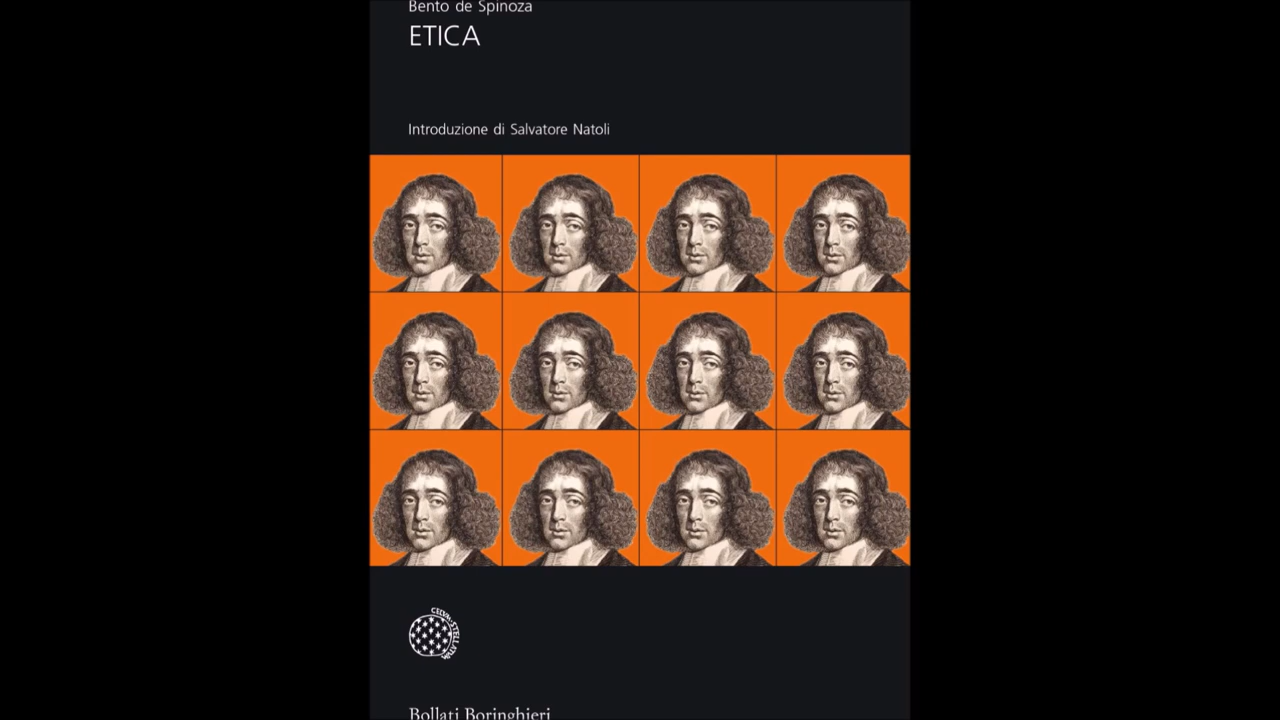 Bento de Spinoza
ETICA
Introduzione di Salvatore Natoli
Bollati Boringhieri